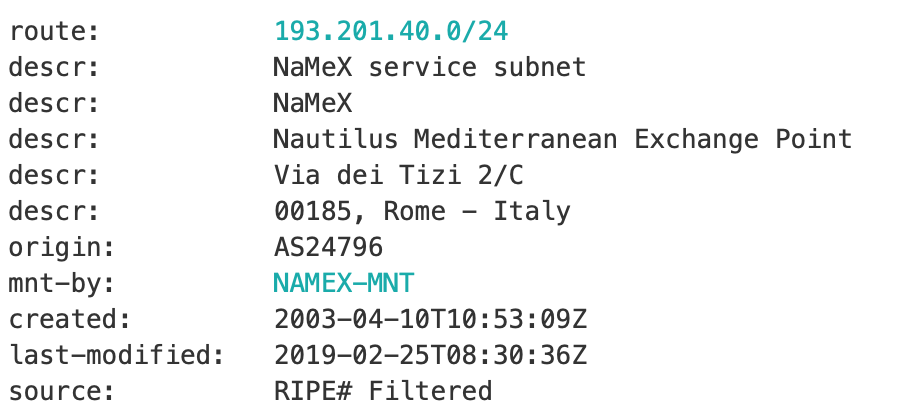 route: 193.201.40.0/24
descr: NaMeX service subnet
descr: NaMeX
descr: Nautilus Mediterranean Exchange Point
descr: Via dei Tizi 2/C
descr: 00185, Rome - Italy
origin: AS24796
mnt-by: NAMEX-MNT
created: 2003-04-10T10:53:09Z
last-modified: 2019-02-25T08:30:36Z
source: RIPE# Filtered